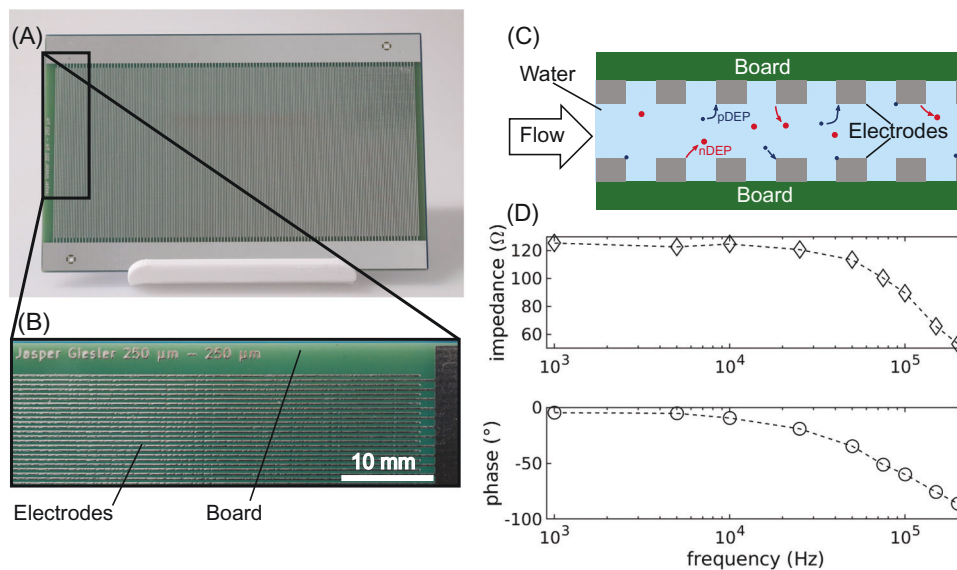 (A)
(B)
Jasper Giesler 250 µm – 250 µm
10 mm
Electrodes
Board
(C)
Board
Water
Flow
pDEP
nDEP
Electrodes
Board
(D)
impedance (Ω)
120
100
80
60
10³
10⁴
10⁵
phase (°)
0
-50
-100
10³
10⁴
10⁵
frequency (Hz)